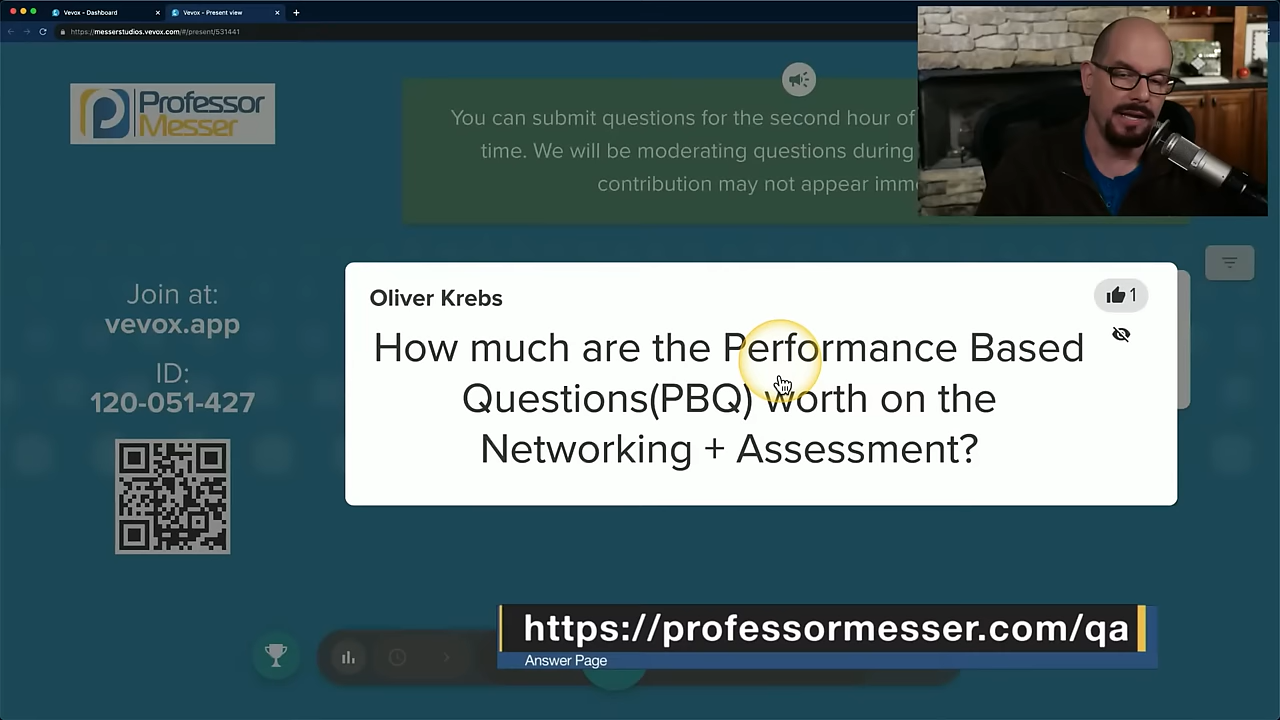 Vevox - Dashboard
Vevox - Present view
https://messerstudios.vevox.com/#/present/531441
Professor
Messer
You can submit questions for the second hour of
time. We will be moderating questions during
contribution may not appear imm
Join at:
vevox.app
ID:
120-051-427
Oliver Krebs
1
How much are the Performance Based
Questions(PBQ) worth on the
Networking + Assessment?
https://professormesser.com/qa
Answer Page